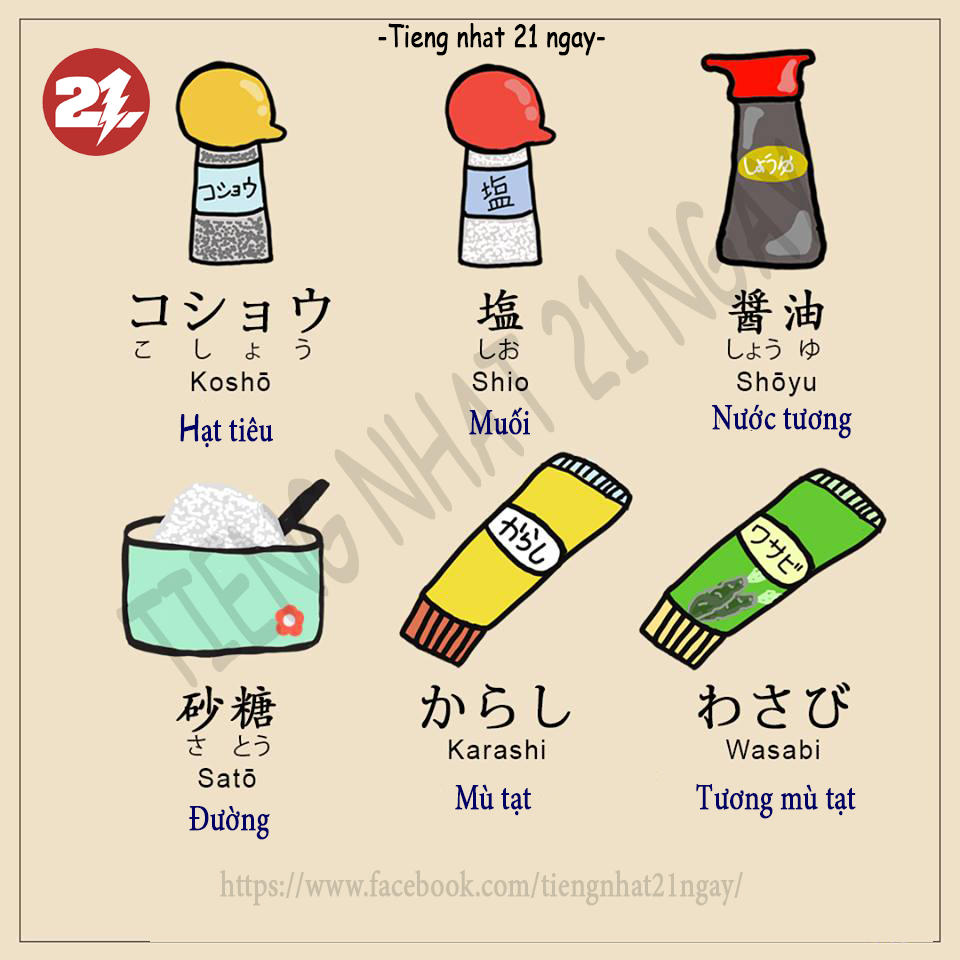 -Tieng nhat 21 ngay-
21
コショウ
塩
しょうゆ
コショウ
こしょう
Koshō
Hạt tiêu
塩
しお
Shio
Muối
醤油
しょう ゆ
Shōyu
Nước tương
からし
ワサビ
砂糖
さ とう
Satō
Đường
からし
Karashi
Mù tạt
わさび
Wasabi
Tương mù tạt
TIENG NHAT 21 NGAY
https://www.facebook.com/tiengnhat21ngay/